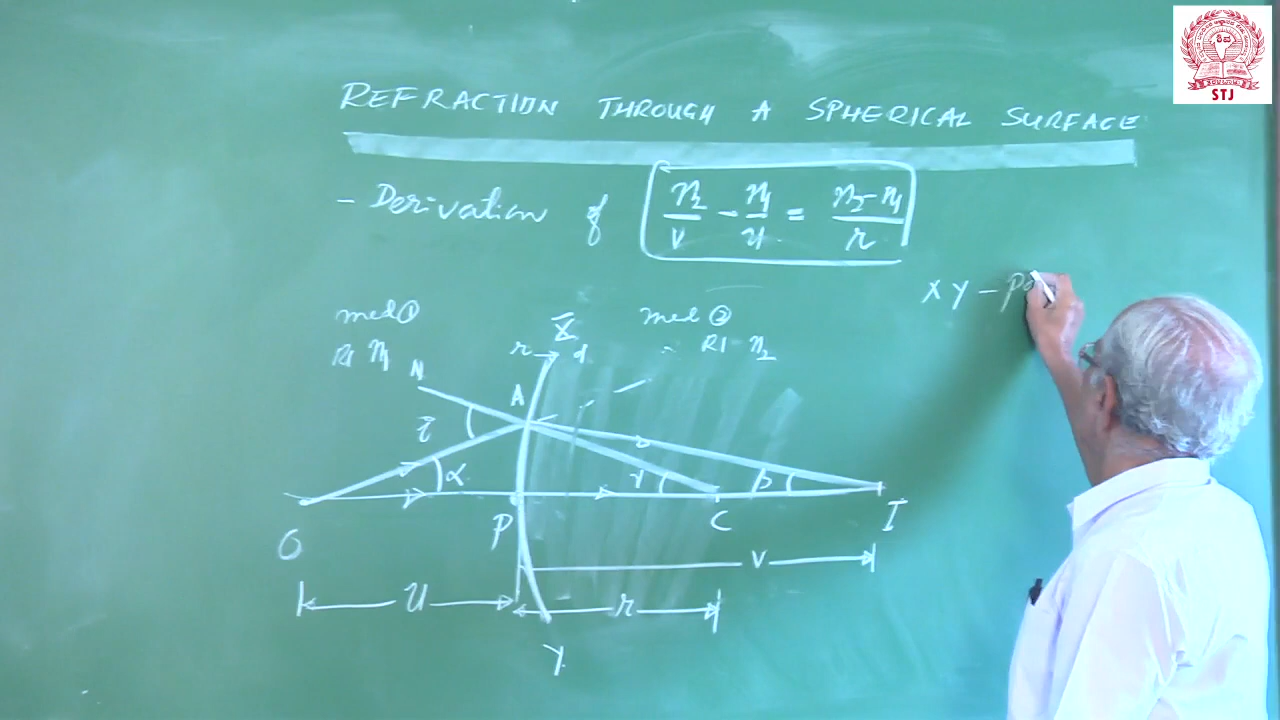 STJ
REFRACTION THROUGH A SPHERICAL SURFACE
- Derivation of n2/v - n1/u = n2-n1/r
XY - Pa
med ① med ②
RI n1 RI n2
X
N
A
i
α γ β
O P C I
v
u r
Y